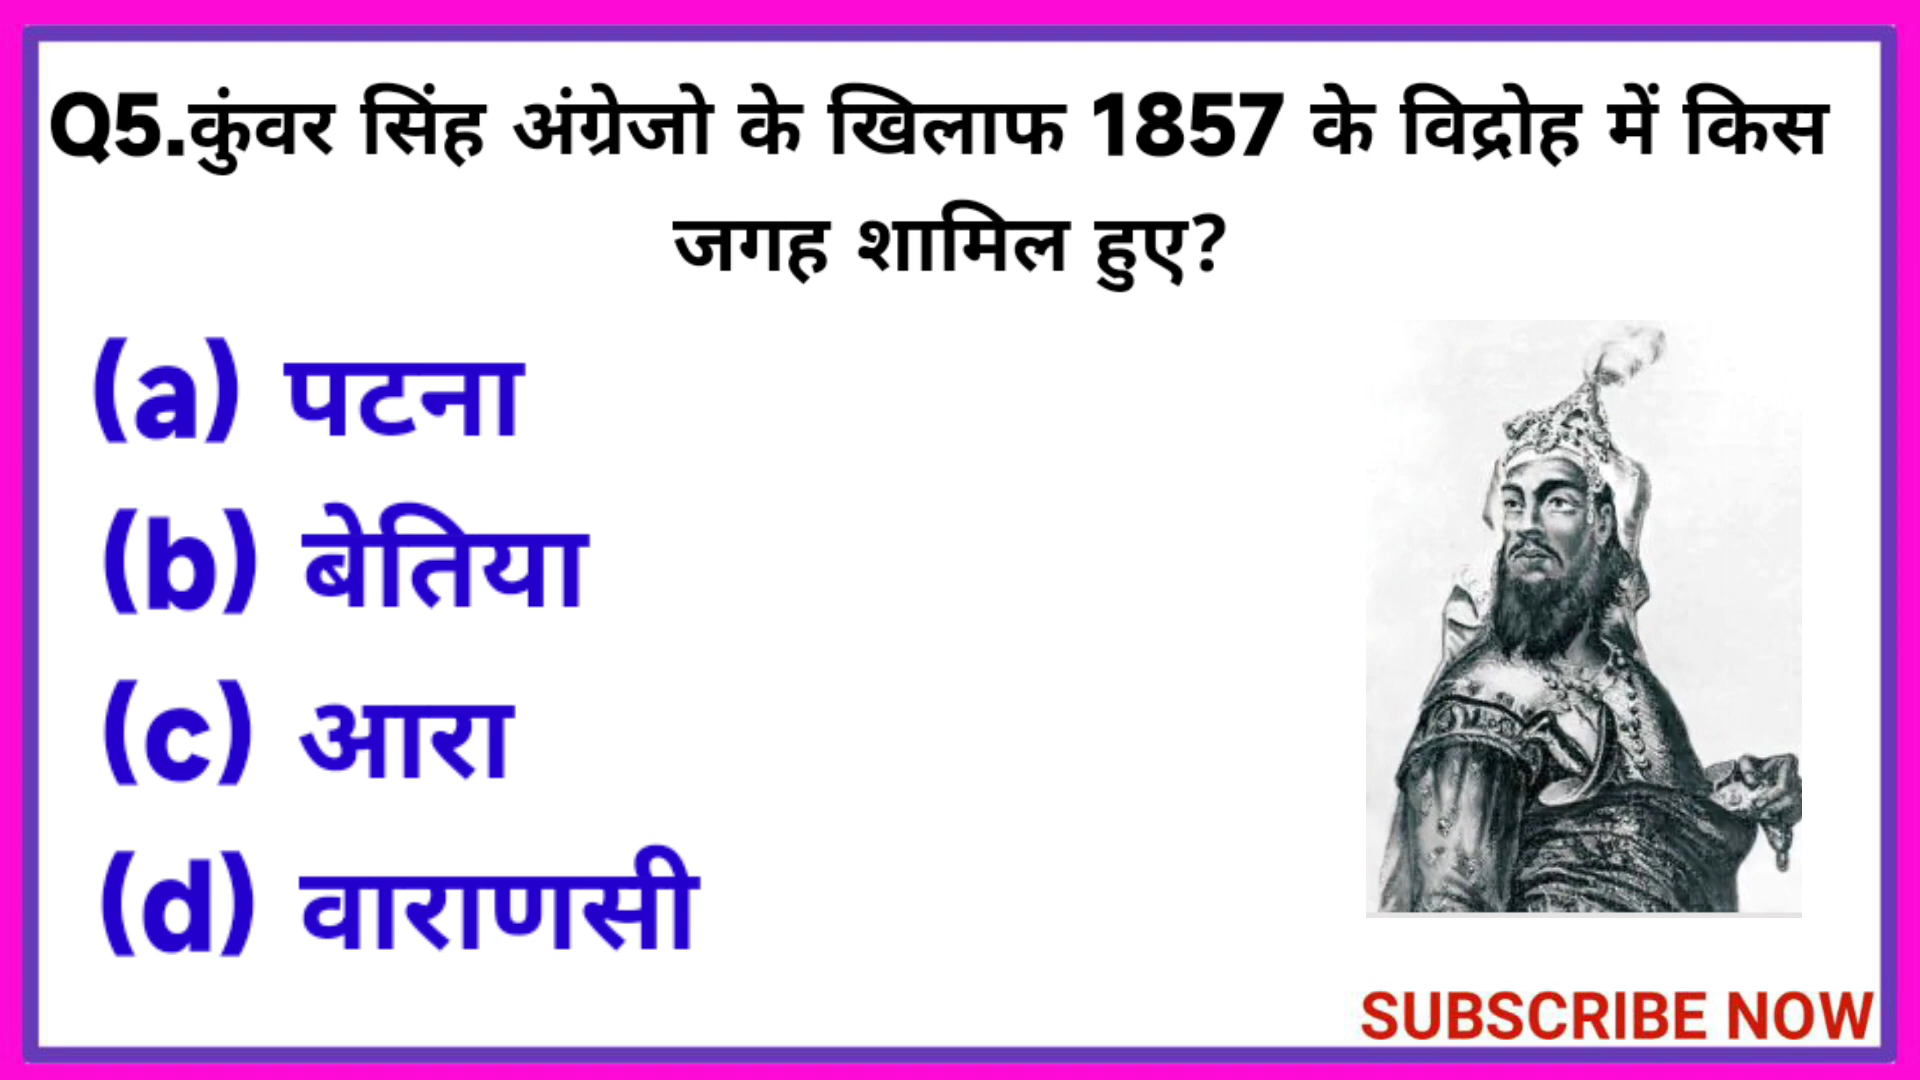 Q5.कुंवर सिंह अंग्रेजो के खिलाफ 1857 के विद्रोह में किस
जगह शामिल हुए?
(a) पटना
(b) बेतिया
(c) आरा
(d) वाराणसी
SUBSCRIBE NOW